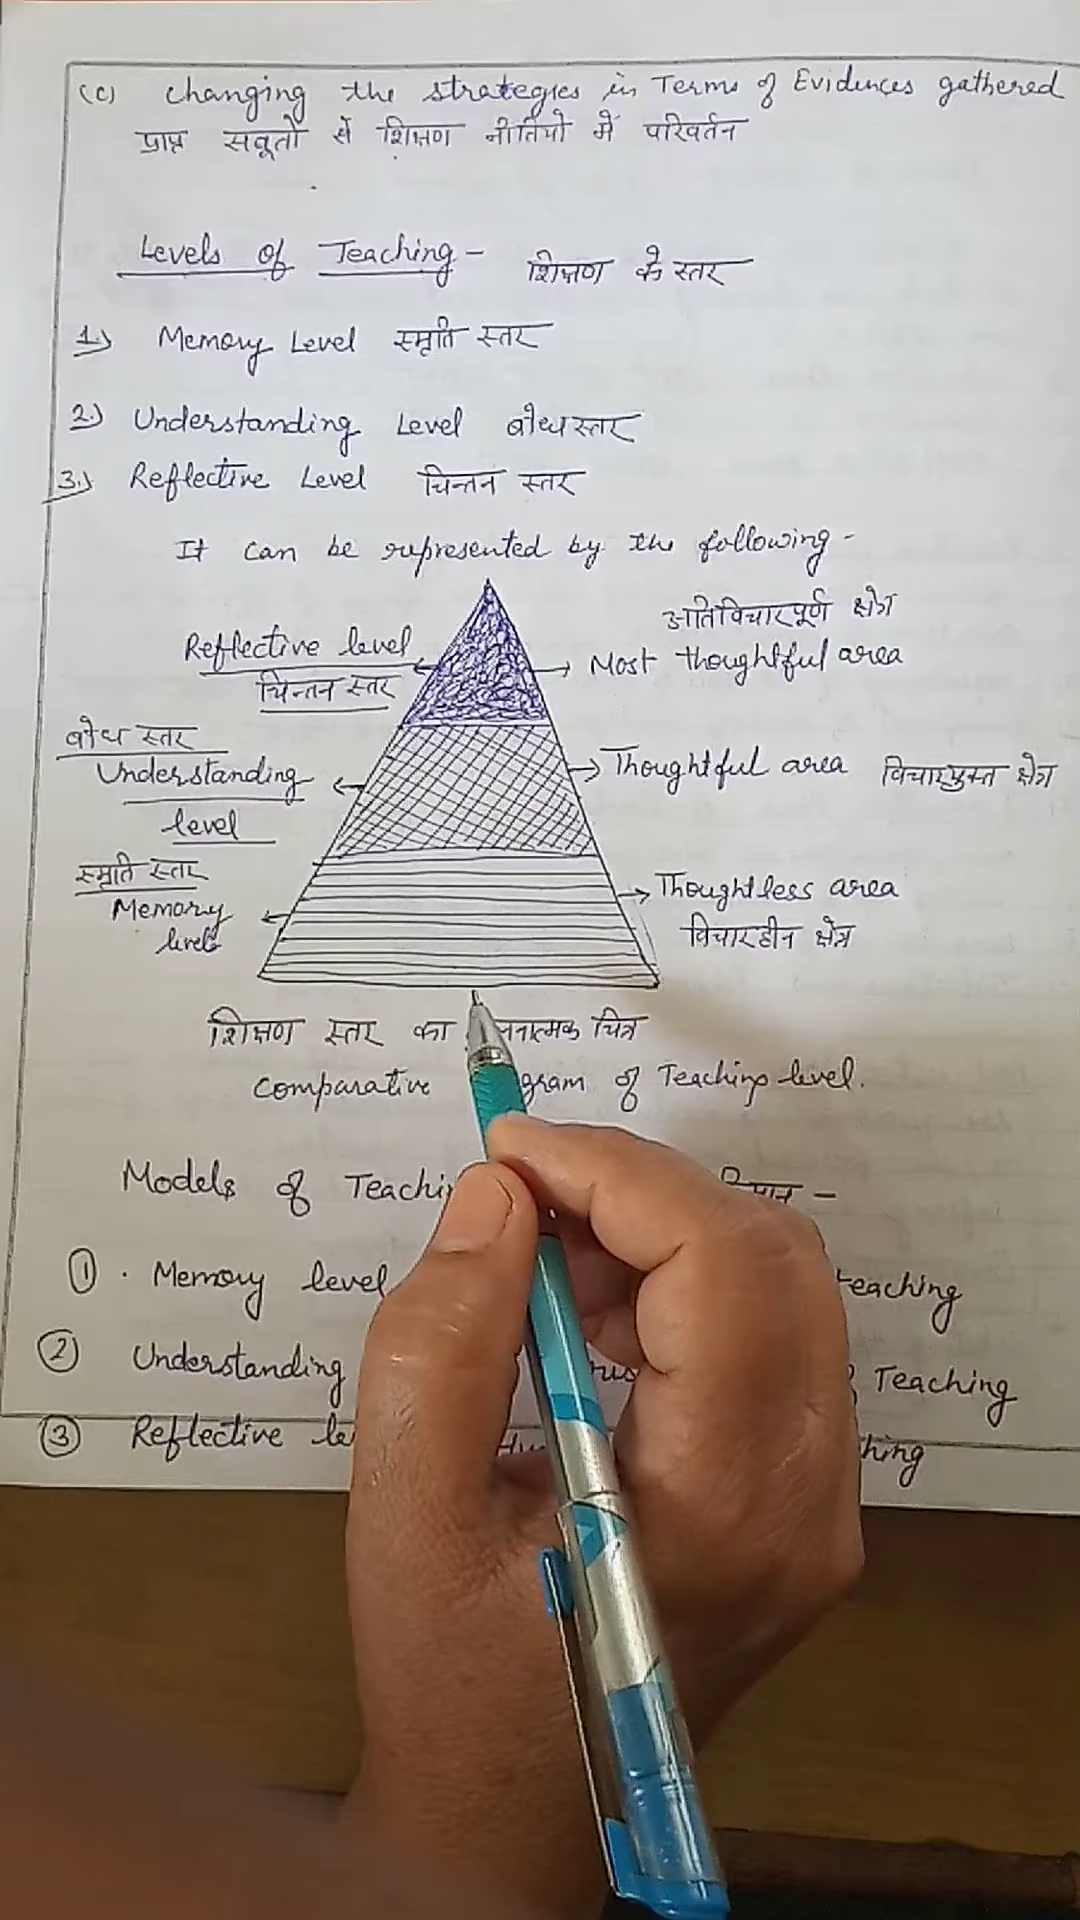 (c) changing the strategies in Terms of Evidences gathered
प्राप्त सबूतो से शिक्षण नीतियो में परिवर्तन
Levels of Teaching - शिक्षण के स्तर
1.) Memory Level स्मृति स्तर
2.) Understanding Level बोध स्तर
3.) Reflective Level चिन्तन स्तर
It can be represented by the following -
अतिविचारपूर्ण क्षेत्र
Reflective level → Most thoughtful area
चिन्तन स्तर
बोध स्तर
Understanding → Thoughtful area विचारयुक्त क्षेत्र
level
स्मृति स्तर → Thoughtless area
Memory विचारहीन क्षेत्र
level
शिक्षण स्तर का चित्र
Comparative of Teaching level.
Models of Teaching -
① . Memory level teaching
② Understanding Teaching
③ Reflective